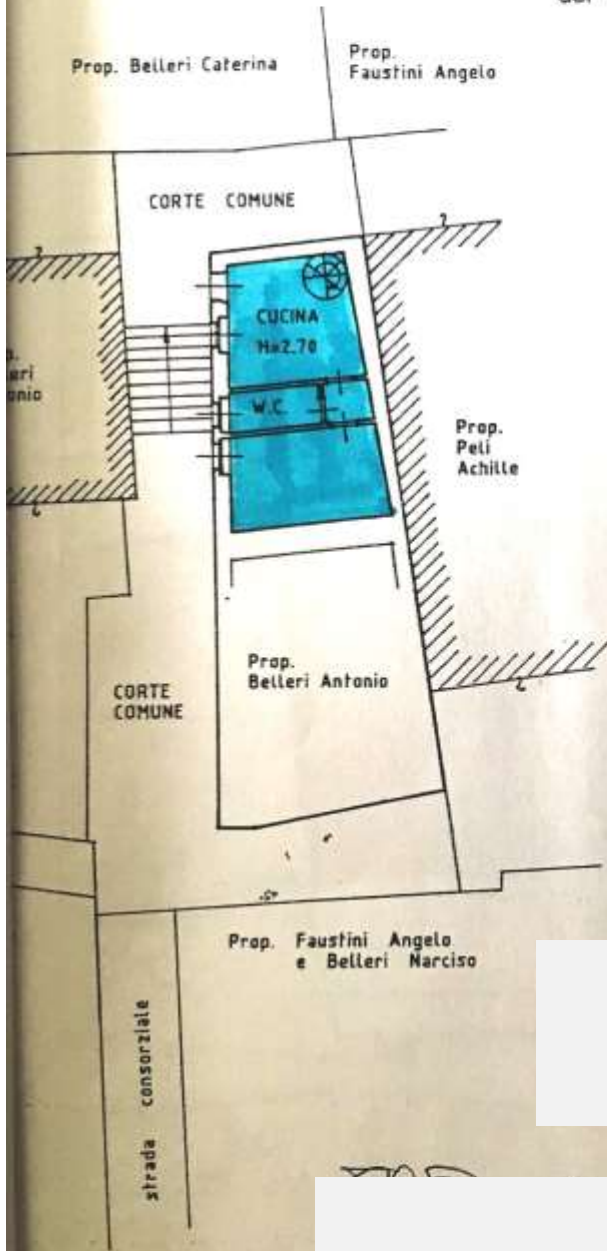 Prop. Belleri Caterina
Prop.
Faustini Angelo
CORTE COMUNE
CUCINA
H=2.70
W.C.
Prop.
Peli
Achille
Prop.
Belleri Antonio
CORTE
COMUNE
Prop. Faustini Angelo
e Belleri Narciso
strada consorziale